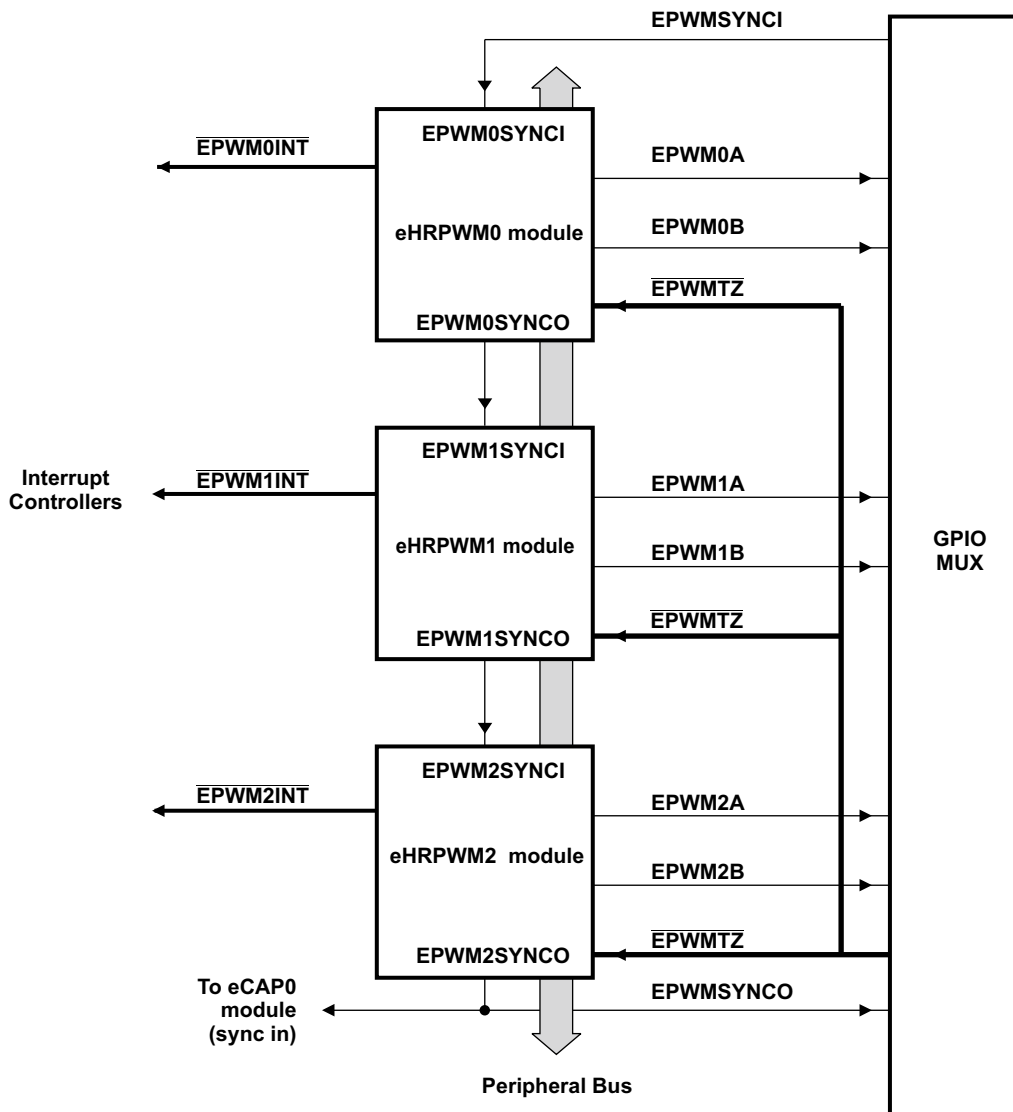 EPWMSYNCI
EPWM0SYNCI
EPWM0INT
EPWM0A
EPWM0B
eHRPWM0 module
EPWMTZ
EPWM0SYNCO
EPWM1SYNCI
Interrupt
Controllers
EPWM1INT
EPWM1A
eHRPWM1 module
EPWM1B
GPIO
MUX
EPWMTZ
EPWM1SYNCO
EPWM2SYNCI
EPWM2INT
EPWM2A
eHRPWM2 module
EPWM2B
EPWMTZ
EPWM2SYNCO
To eCAP0
module
(sync in)
EPWMSYNCO
Peripheral Bus